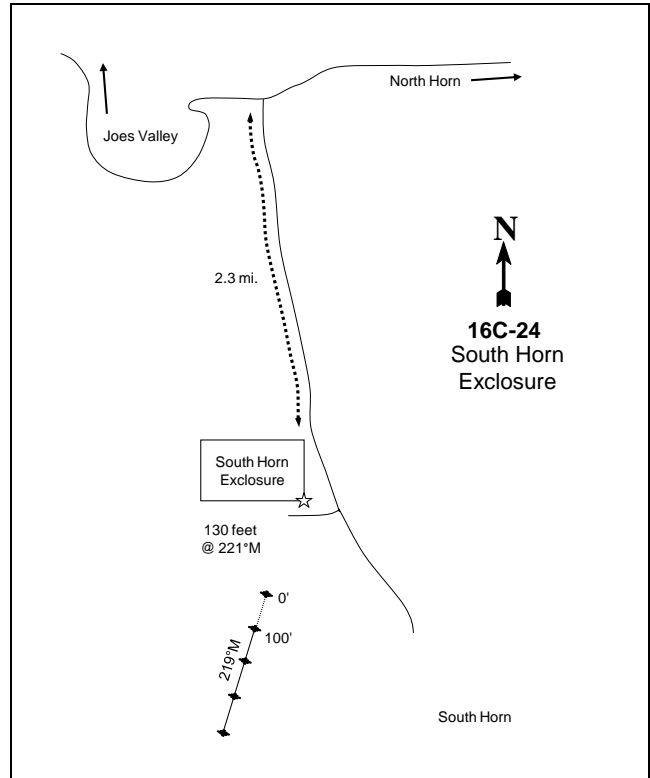 North Horn
Joes Valley
N
2.3 mi.
16C-24
South Horn
Exclosure
South Horn
Exclosure
130 feet
@ 221°M
0'
100'
219°M
South Horn